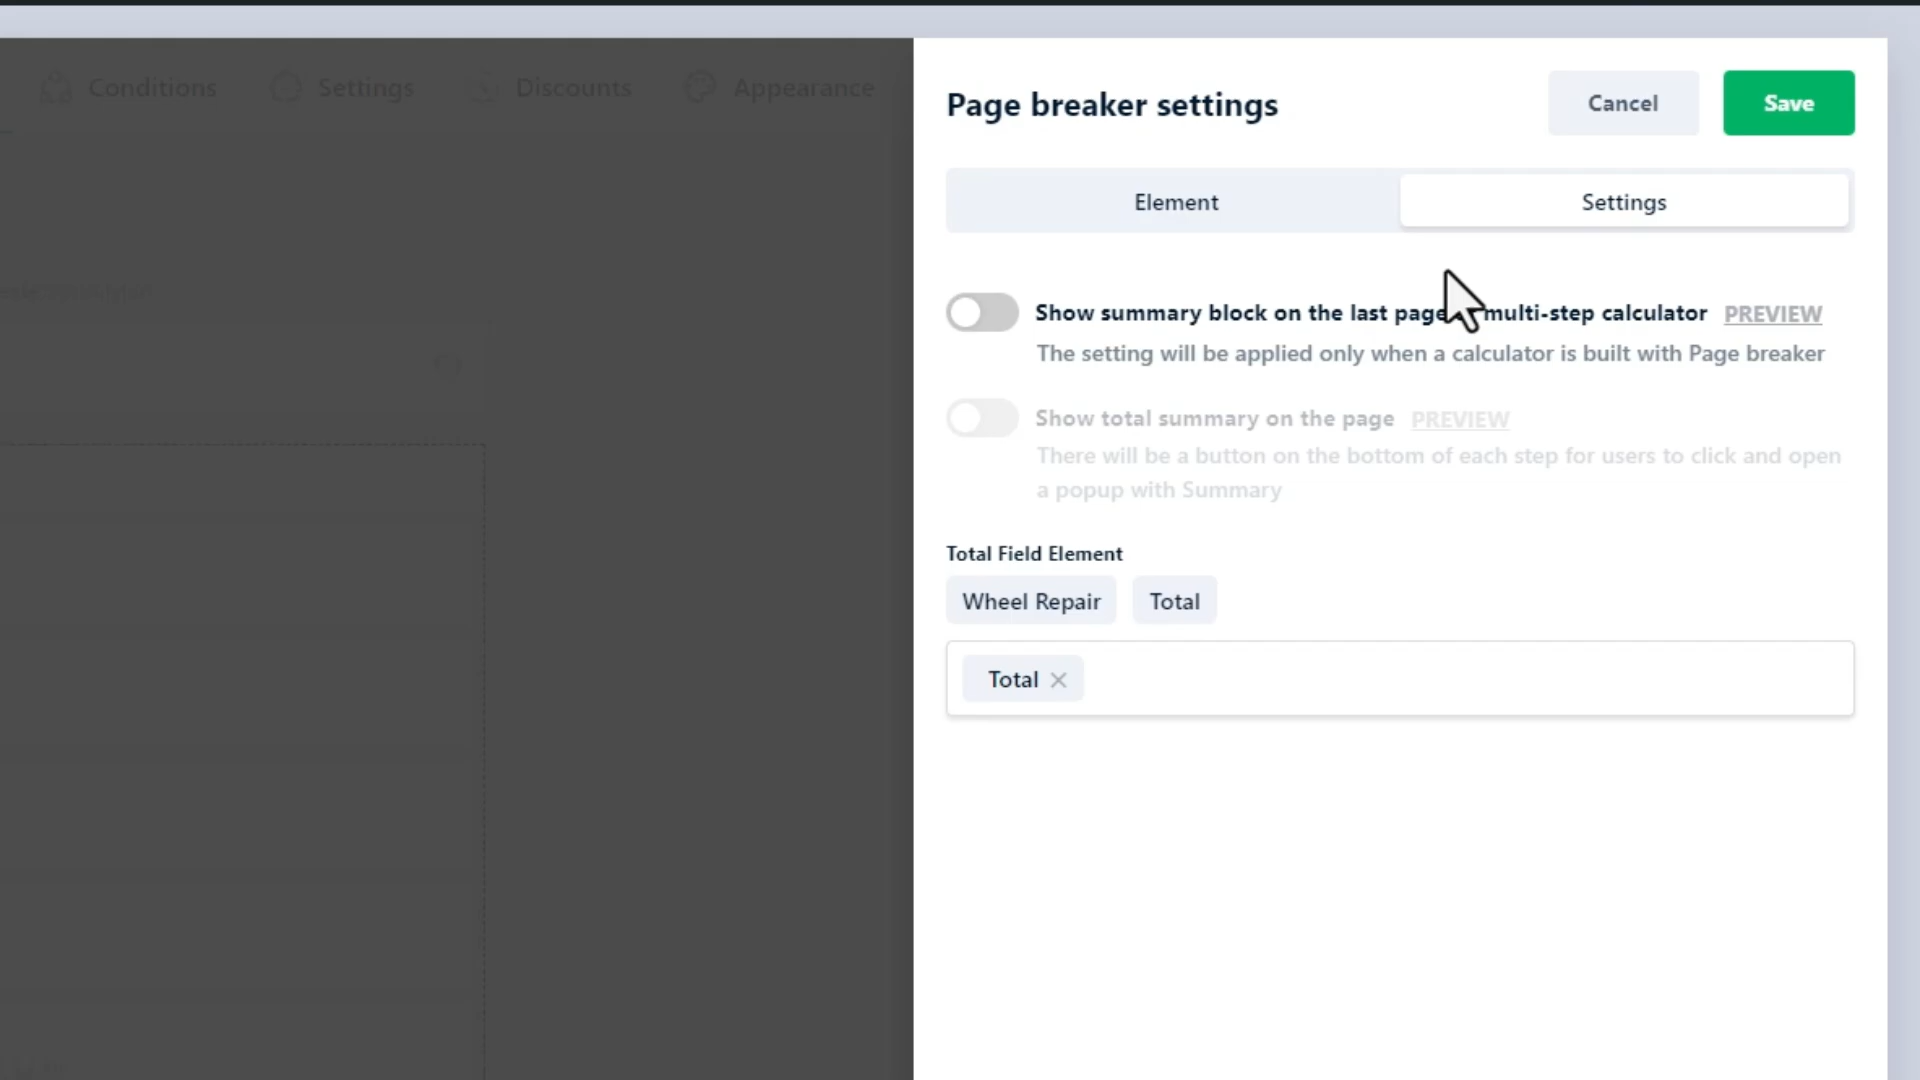 Conditions Settings Discounts Appearance
Page breaker settings
Cancel
Save
Element
Settings
Show summary block on the last page multi-step calculator PREVIEW
The setting will be applied only when a calculator is built with Page breaker
Show total summary on the page PREVIEW
There will be a button on the bottom of each step for users to click and open
a popup with Summary
Total Field Element
Wheel Repair Total
Total